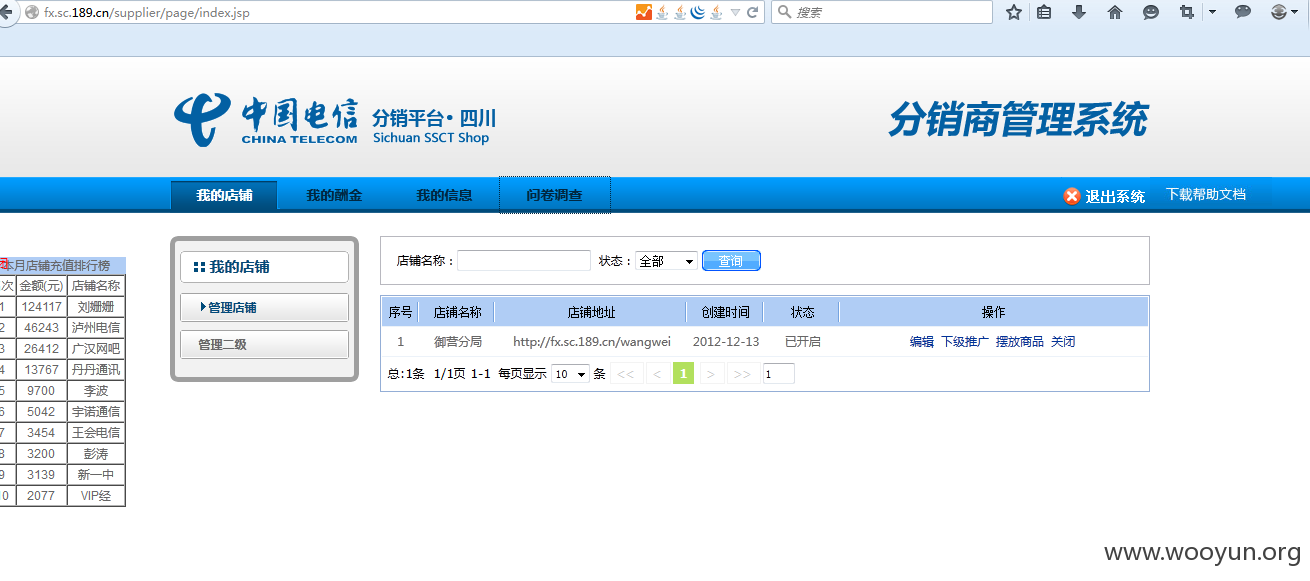 fx.sc.189.cn/supplier/page/index.jsp
搜索
中国电信
CHINA TELECOM
分销平台·四川
Sichuan SSCT Shop
分销商管理系统
我的店铺 我的酬金 我的信息 问卷调查 退出系统 下载帮助文档
本月店铺充值排行榜
次 金额(元) 店铺名称
1 124117 刘姗姗
2 46243 泸州电信
3 26412 广汉网吧
4 13767 丹丹通讯
5 9700 李波
6 5042 宇诺通信
7 3454 王会电信
8 3200 彭涛
9 3139 新一中
10 2077 VIP经
我的店铺
管理店铺
管理二级
店铺名称： 状态： 全部 查询
序号 店铺名称 店铺地址 创建时间 状态 操作
1 御营分局 http://fx.sc.189.cn/wangwei 2012-12-13 已开启 编辑 下级推广 摆放商品 关闭
总:1条 1/1页 1-1 每页显示 10 条 << < 1 > >> 1
www.wooyun.org